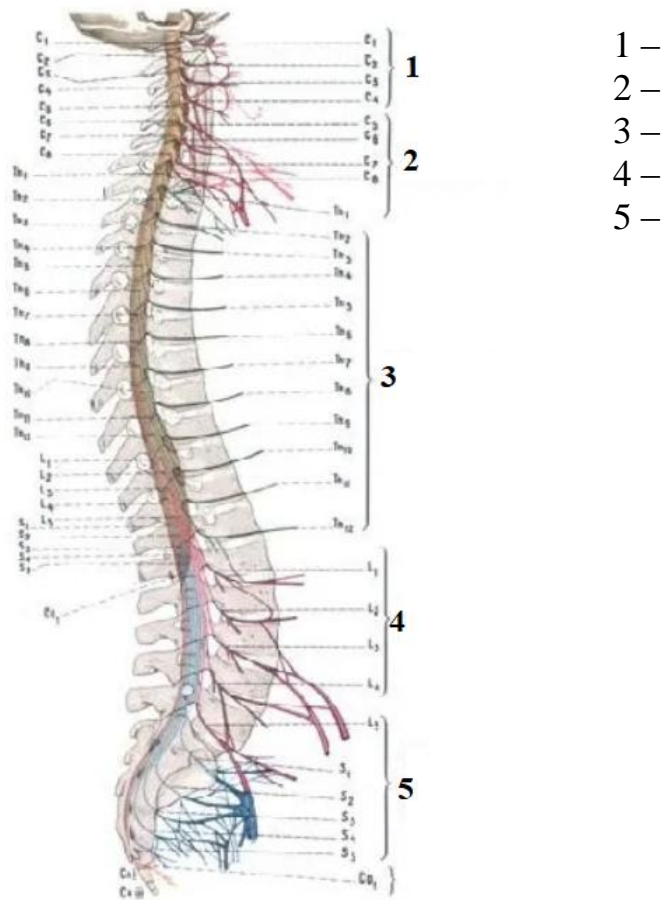 C1
C2
C3
C4
C5
C6
C7
C8
Th1
Th2
Th3
Th4
Th5
Th6
Th7
Th8
Th9
Th10
Th11
Th12
L1
L2
L3
L4
L5
S1
S2
S3
S4
S5
Co1
C1
C2
C3
C4
C5
C6
C7
C8
Th1
Th2
Th3
Th4
Th5
Th6
Th7
Th8
Th9
Th10
Th11
Th12
L1
L2
L3
L4
L5
S1
S2
S3
S4
S5
Co1
1
2
3
4
5
1 –
2 –
3 –
4 –
5 –